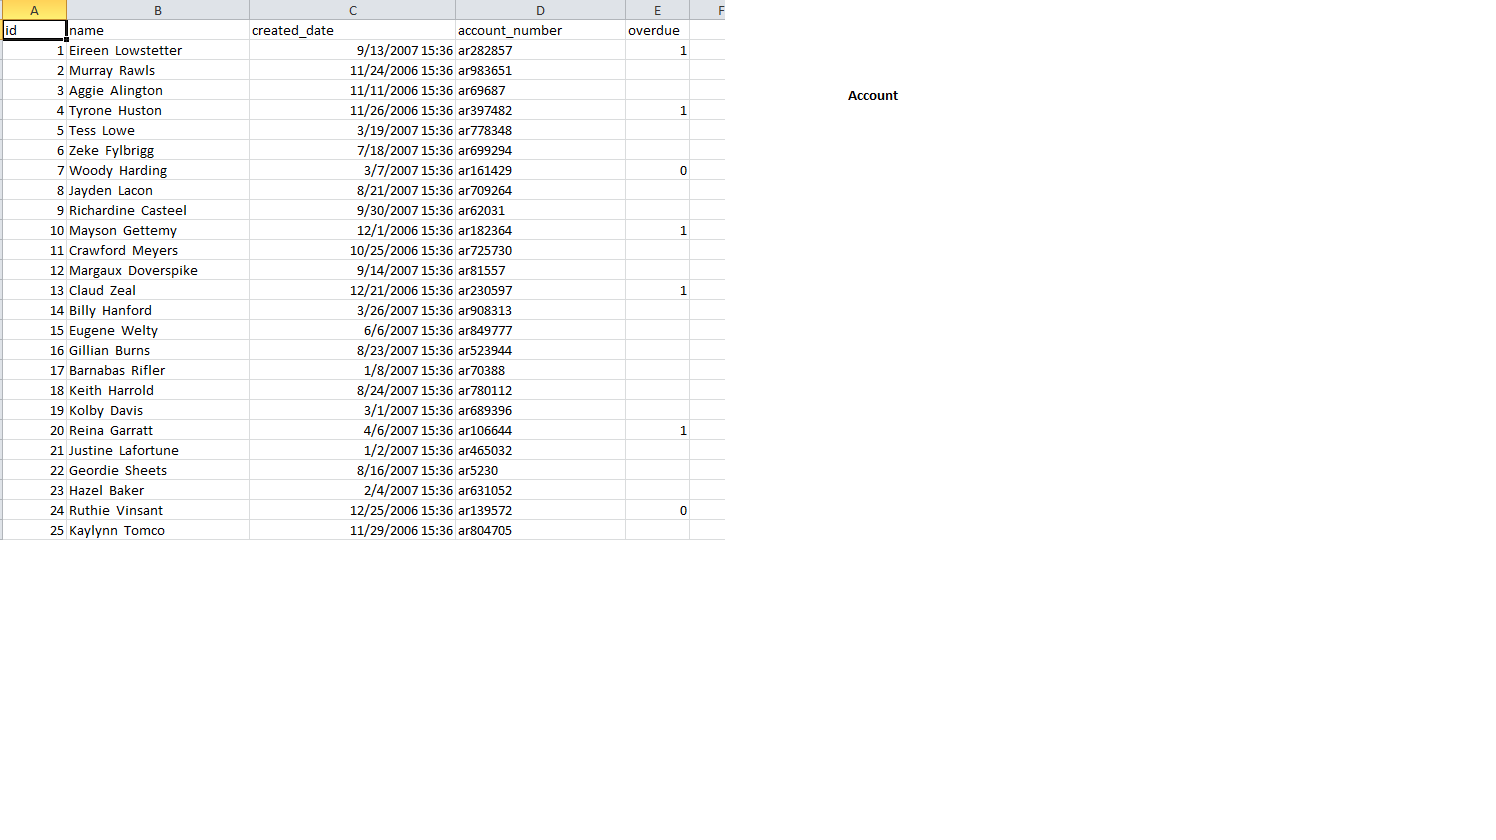 A B C D E F
id name created_date account_number overdue
1 Eireen Lowstetter 9/13/2007 15:36 ar282857 1
2 Murray Rawls 11/24/2006 15:36 ar983651
3 Aggie Alington 11/11/2006 15:36 ar69687
Account
4 Tyrone Huston 11/26/2006 15:36 ar397482 1
5 Tess Lowe 3/19/2007 15:36 ar778348
6 Zeke Fylbrigg 7/18/2007 15:36 ar699294
7 Woody Harding 3/7/2007 15:36 ar161429 0
8 Jayden Lacon 8/21/2007 15:36 ar709264
9 Richardine Casteel 9/30/2007 15:36 ar62031
10 Mayson Gettemy 12/1/2006 15:36 ar182364 1
11 Crawford Meyers 10/25/2006 15:36 ar725730
12 Margaux Doverspike 9/14/2007 15:36 ar81557
13 Claud Zeal 12/21/2006 15:36 ar230597 1
14 Billy Hanford 3/26/2007 15:36 ar908313
15 Eugene Welty 6/6/2007 15:36 ar849777
16 Gillian Burns 8/23/2007 15:36 ar523944
17 Barnabas Rifler 1/8/2007 15:36 ar70388
18 Keith Harrold 8/24/2007 15:36 ar780112
19 Kolby Davis 3/1/2007 15:36 ar689396
20 Reina Garratt 4/6/2007 15:36 ar106644 1
21 Justine Lafortune 1/2/2007 15:36 ar465032
22 Geordie Sheets 8/16/2007 15:36 ar5230
23 Hazel Baker 2/4/2007 15:36 ar631052
24 Ruthie Vinsant 12/25/2006 15:36 ar139572 0
25 Kaylynn Tomco 11/29/2006 15:36 ar804705